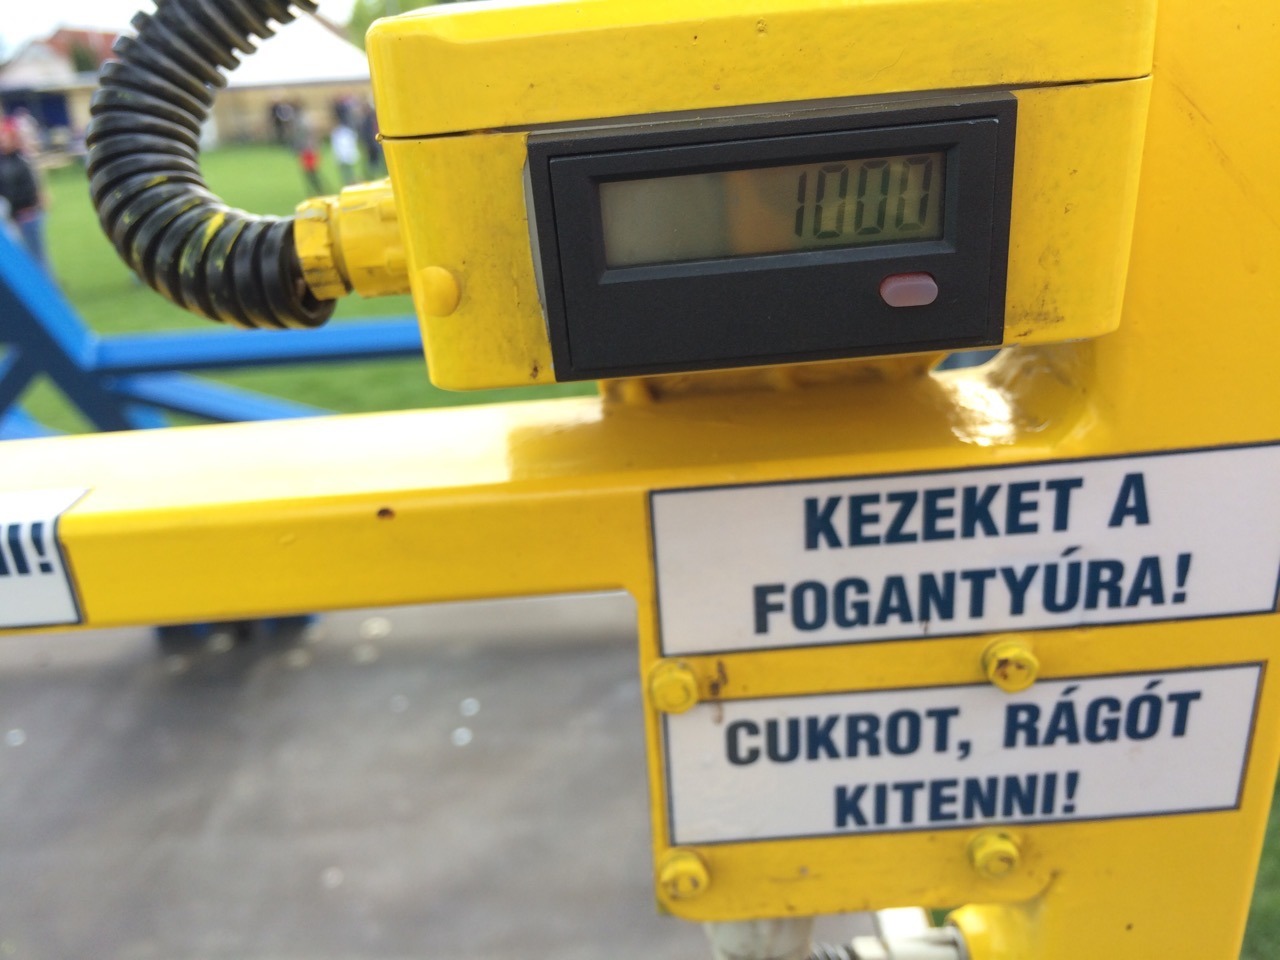 1000
KEZEKET A
FOGANTYÚRA!
CUKROT, RÁGÓT
KITENNI!